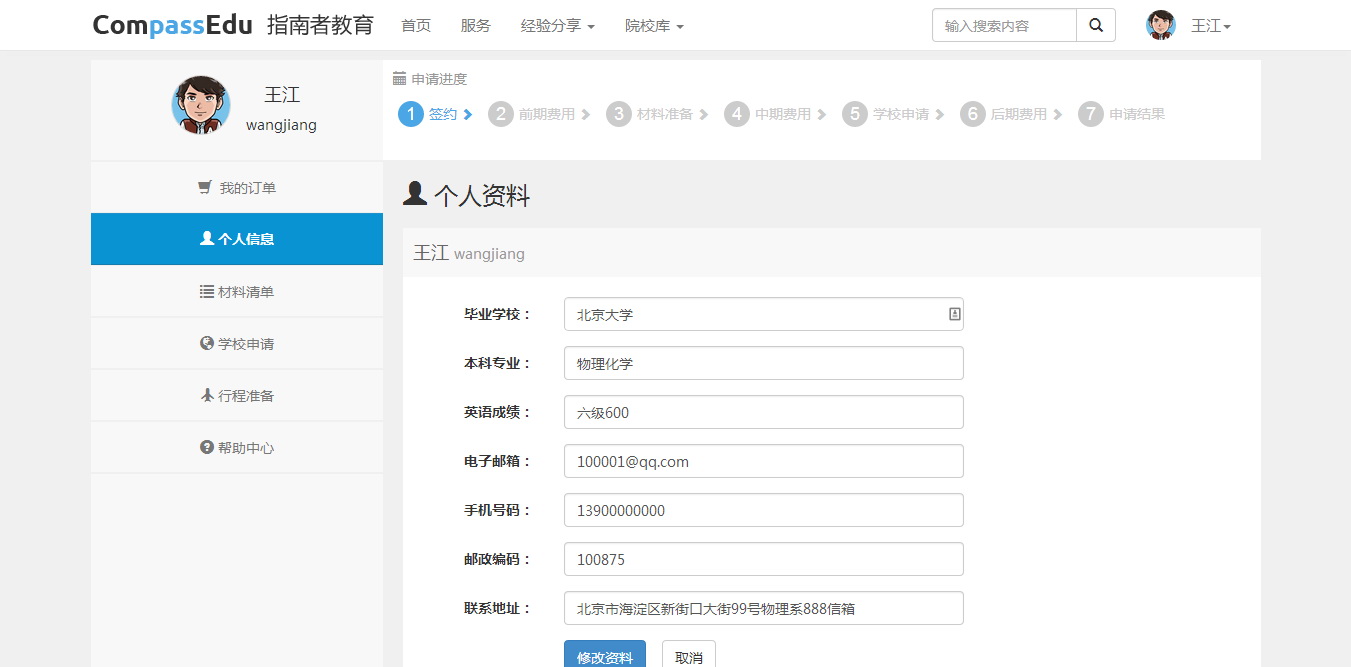 CompassEdu 指南者教育 首页 服务 经验分享 院校库 输入搜索内容 王江
王江
wangjiang
我的订单
个人信息
材料清单
学校申请
行程准备
帮助中心
申请进度
1 签约 2 前期费用 3 材料准备 4 中期费用 5 学校申请 6 后期费用 7 申请结果
个人资料
王江 wangjiang
毕业学校： 北京大学
本科专业： 物理化学
英语成绩： 六级600
电子邮箱： 100001@qq.com
手机号码： 13900000000
邮政编码： 100875
联系地址： 北京市海淀区新街口大街99号物理系888信箱
修改资料 取消